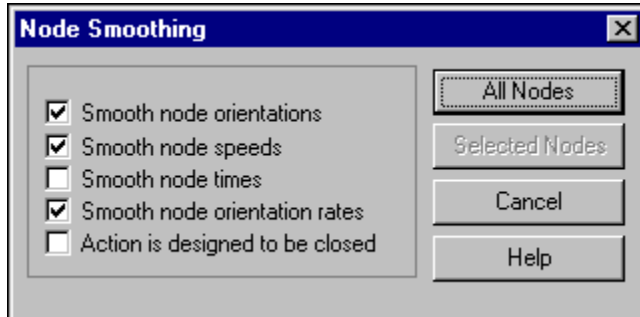 Node Smoothing
Smooth node orientations
Smooth node speeds
Smooth node times
Smooth node orientation rates
Action is designed to be closed
All Nodes
Selected Nodes
Cancel
Help